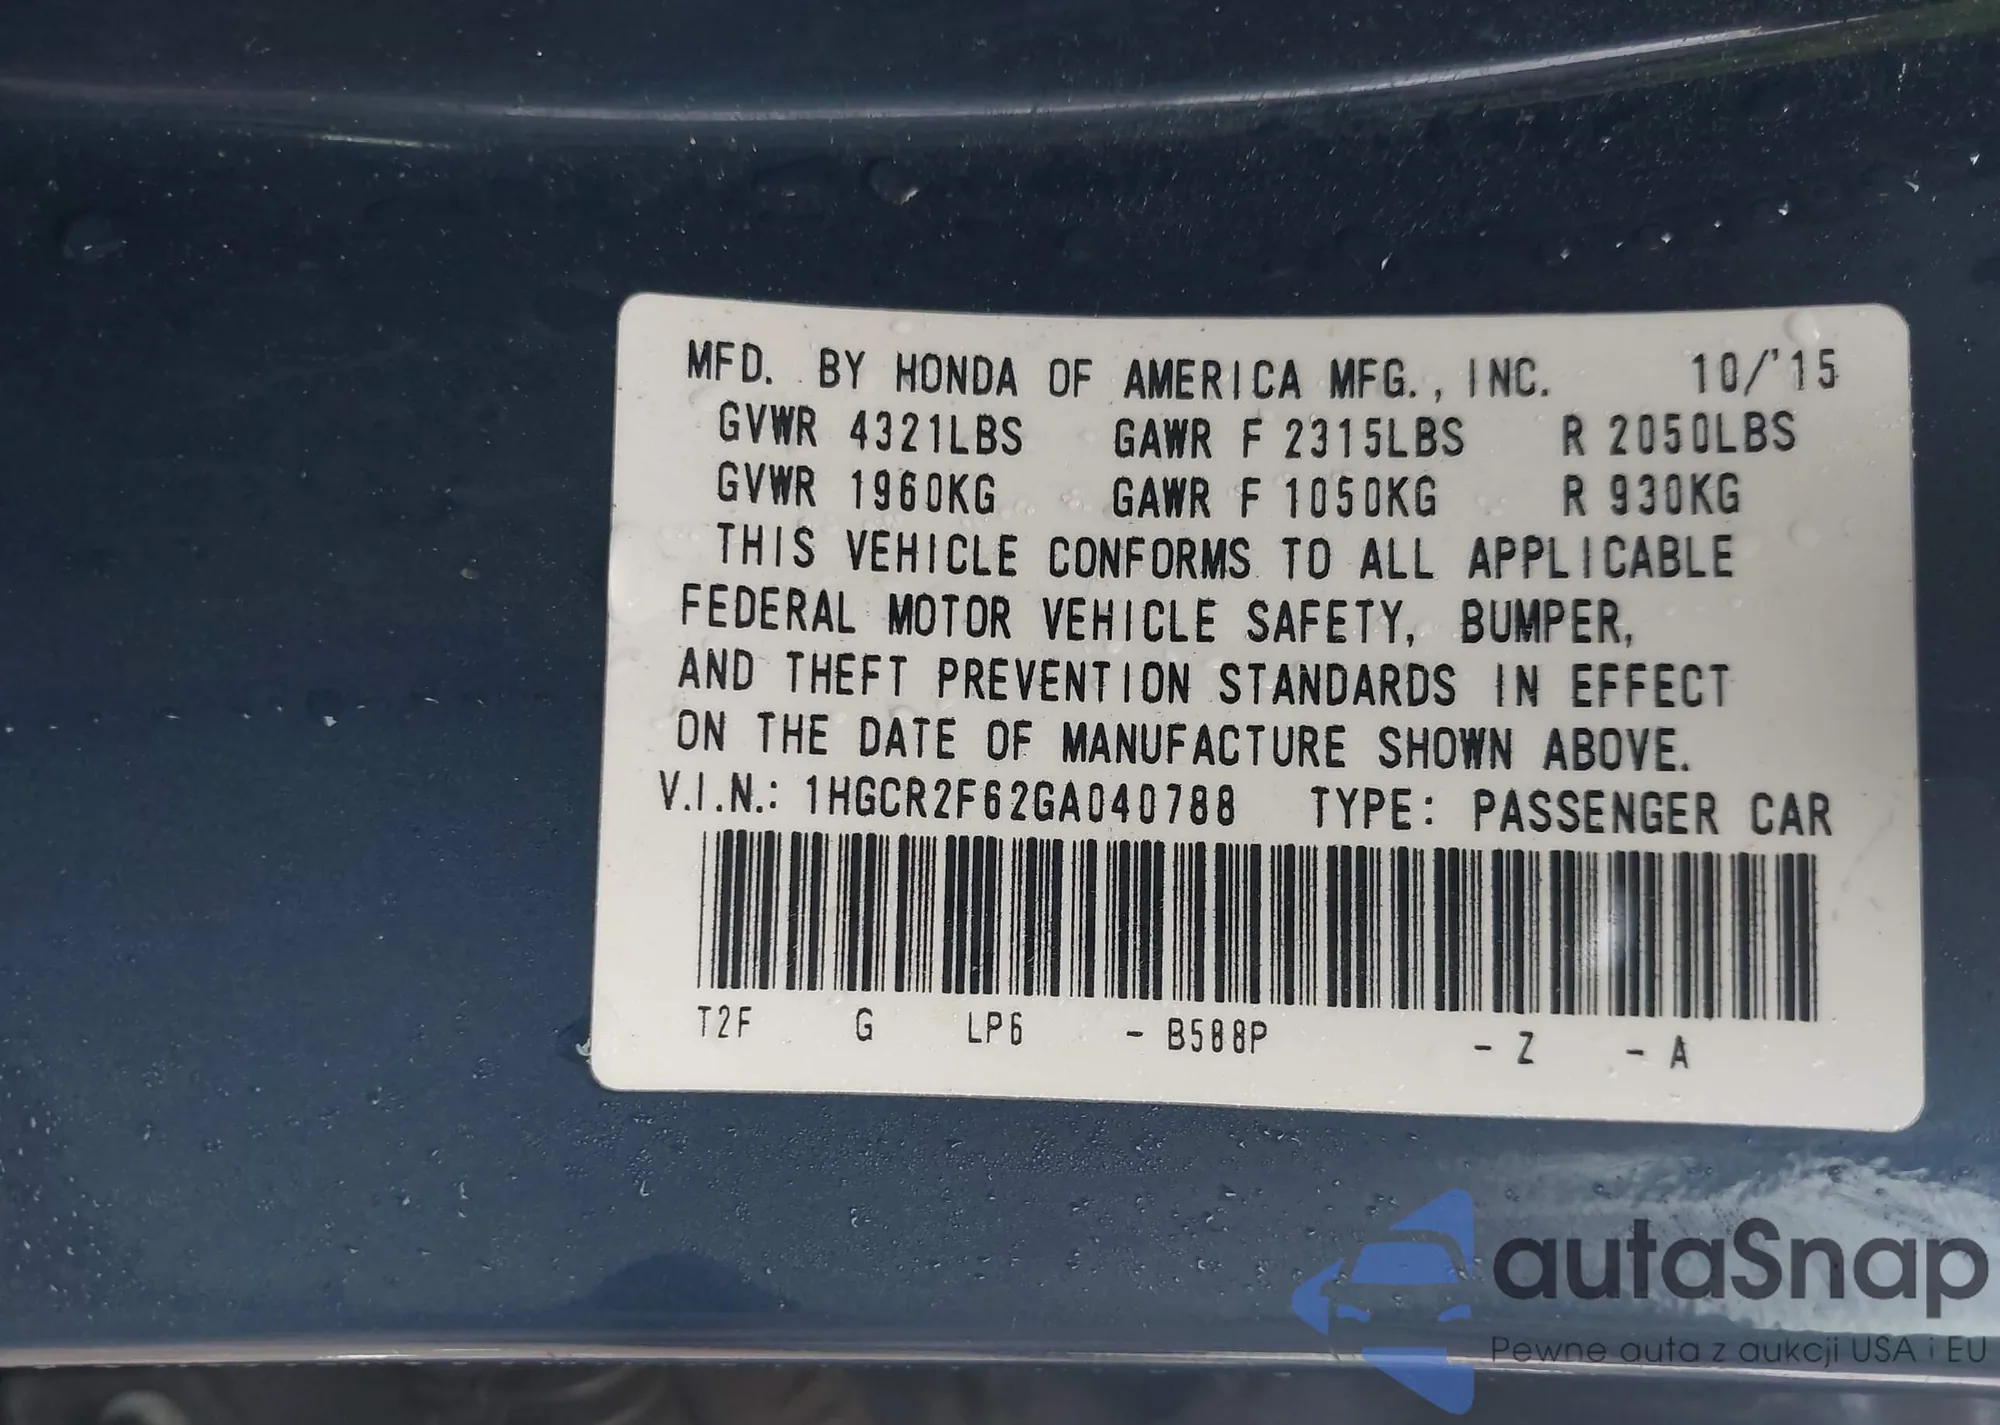 MFD. BY HONDA OF AMERICA MFG., INC. 10/'15
GVWR 4321LBS GAWR F 2315LBS R 2050LBS
GVWR 1960KG GAWR F 1050KG R 930KG
THIS VEHICLE CONFORMS TO ALL APPLICABLE
FEDERAL MOTOR VEHICLE SAFETY, BUMPER,
AND THEFT PREVENTION STANDARDS IN EFFECT
ON THE DATE OF MANUFACTURE SHOWN ABOVE.
V.I.N.: 1HGCR2F62GA040788 TYPE: PASSENGER CAR
T2F G LP6 - B588P - Z - A
autaSnap
Pewne auta z aukcji USA i EU